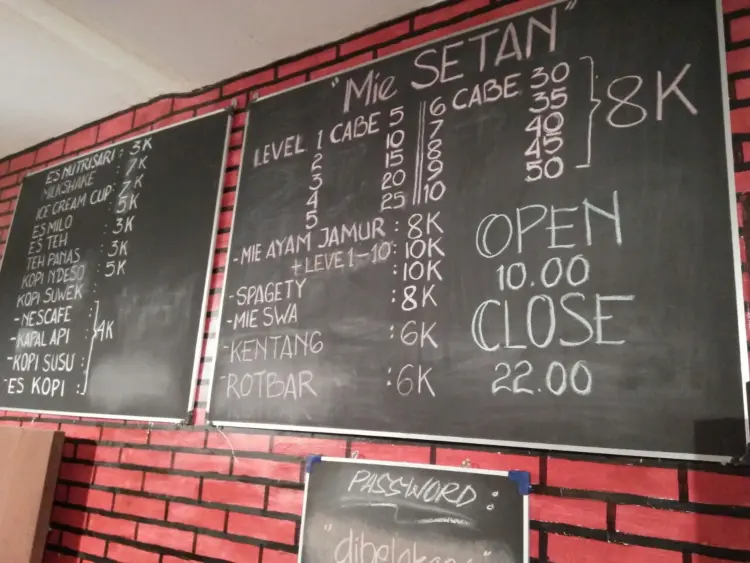 ES NUTRISARI : 3K
MILKSHAKE : 7K
ICE CREAM CUP : 7K
ES MILO : 5K
ES TEH : 3K
TEH PANAS
KOPI N'DESO : 3K
KOPI SUWEK : 5K
- NESCAFE :
- KAPAL API
- KOPI SUSU :
- ES KOPI :
4K
"Mie SETAN"
LEVEL 1 CABE 5 || 6 CABE 30
2 10 || 7 35
3 15 || 8 40
4 20 || 9 45
5 25 || 10 50
8K
- MIE AYAM JAMUR : 8K
+ LEVE 1-10 : 10K
- SPAGETY : 10K
- MIE SWA : 8K
- KENTANG : 6K
- ROTBAR : 6K
OPEN
10.00
CLOSE
22.00
PASSWORD :